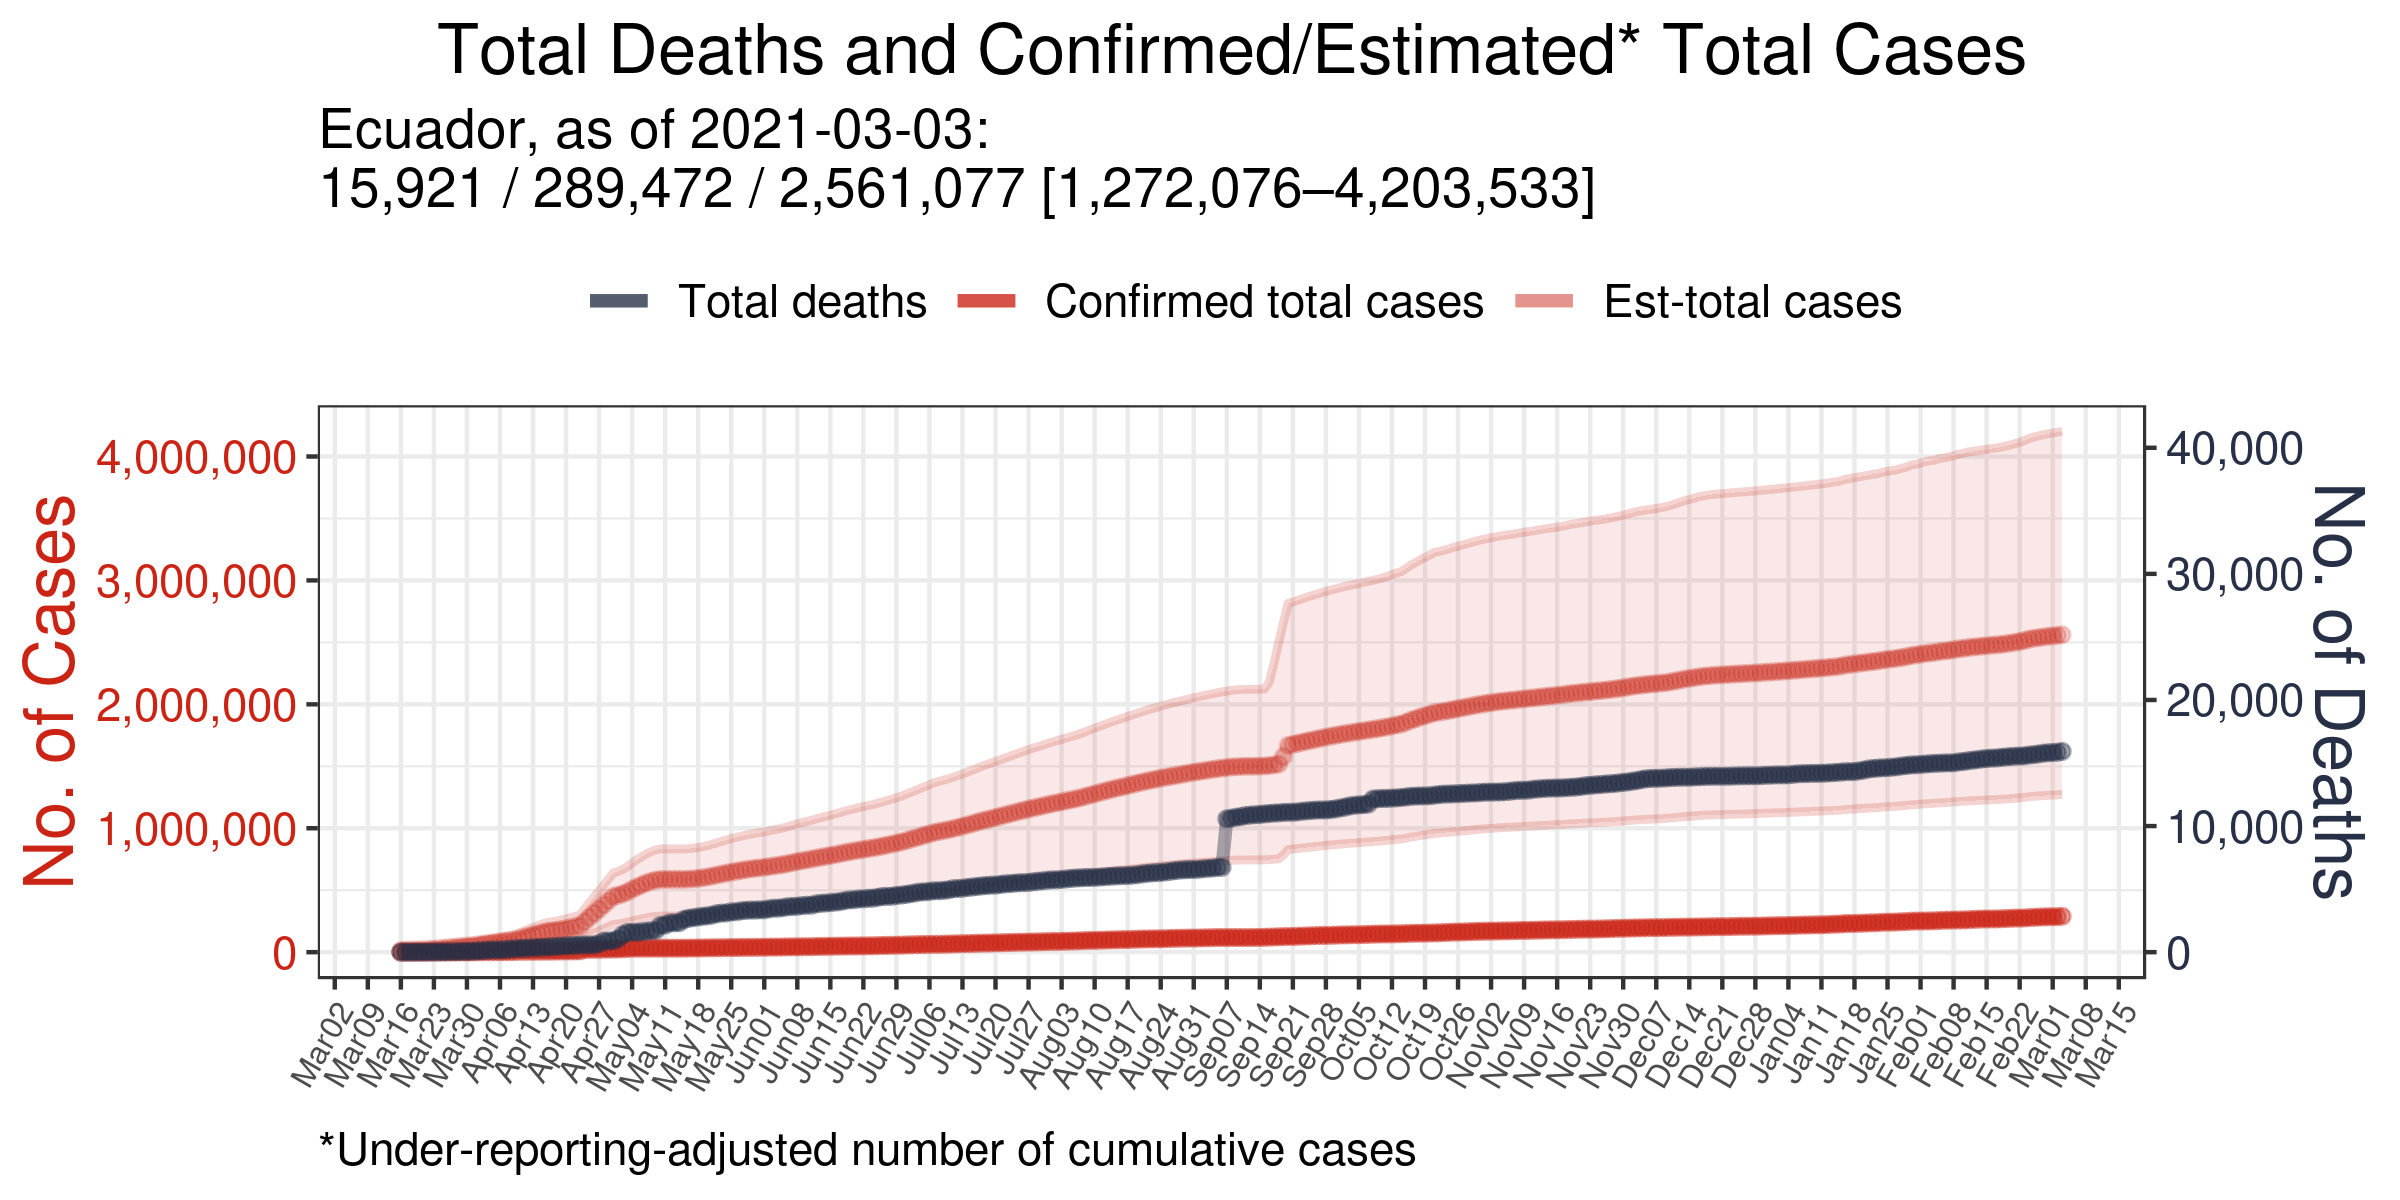 Total Deaths and Confirmed/Estimated* Total Cases
Ecuador, as of 2021-03-03:
15,921 / 289,472 / 2,561,077 [1,272,076–4,203,533]
Total deaths
Confirmed total cases
Est-total cases
No. of Cases
4,000,000
3,000,000
2,000,000
1,000,000
0
40,000
30,000
20,000
10,000
0
No. of Deaths
Mar02
Mar09
Mar16
Mar23
Mar30
Apr06
Apr13
Apr20
Apr27
May04
May11
May18
May25
Jun01
Jun08
Jun15
Jun22
Jun29
Jul06
Jul13
Jul20
Jul27
Aug03
Aug10
Aug17
Aug24
Aug31
Sep07
Sep14
Sep21
Sep28
Oct05
Oct12
Oct19
Oct26
Nov02
Nov09
Nov16
Nov23
Nov30
Dec07
Dec14
Dec21
Dec28
Jan04
Jan11
Jan18
Jan25
Feb01
Feb08
Feb15
Feb22
Mar01
Mar08
Mar15
*Under-reporting-adjusted number of cumulative cases